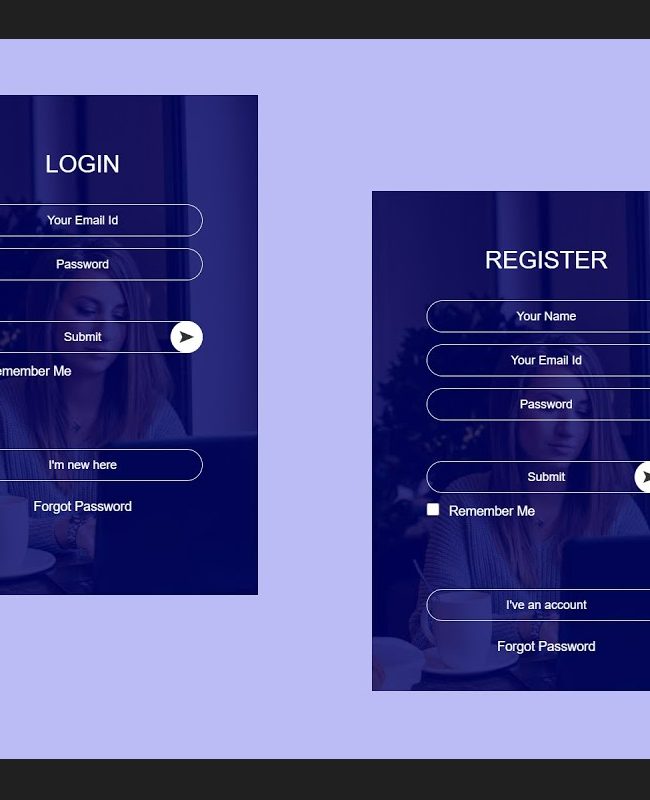 LOGIN
Your Email Id
Password
Submit
emember Me
I'm new here
Forgot Password
REGISTER
Your Name
Your Email Id
Password
Submit
Remember Me
I've an account
Forgot Password